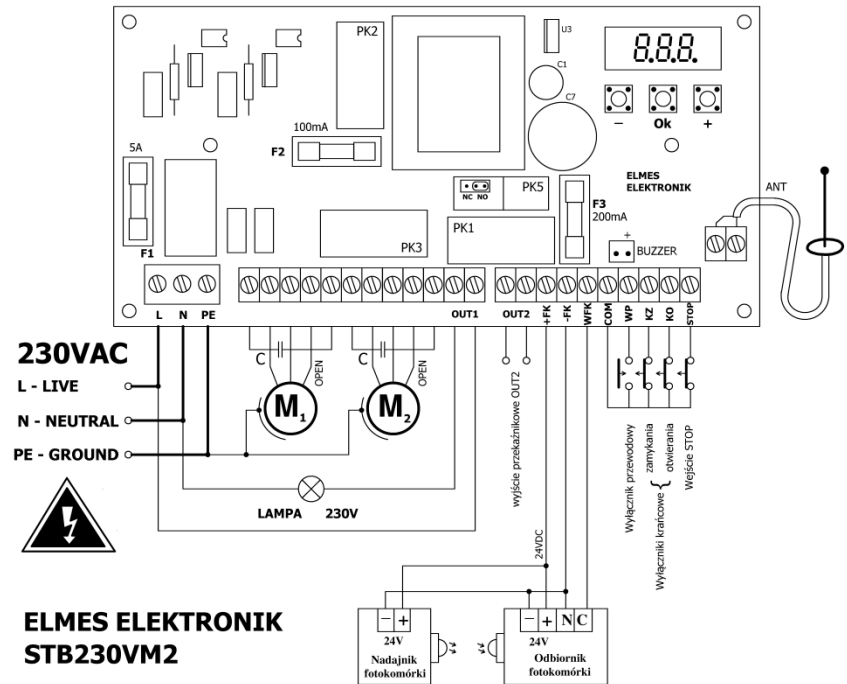 PK2
U3
C1
C7
8.8.8.
− Ok +
100mA
F2
5A
F1
ELMES
ELEKTRONIK
NC NO
PK5
F3
200mA
ANT
PK3
PK1
+
BUZZER
L N PE
OUT1
OUT2
+FK
-FK
WFK
COM
WP
KZ
KO
STOP
230VAC
L - LIVE
N - NEUTRAL
PE - GROUND
C
M1
OPEN
C
M2
OPEN
LAMPA 230V
wyjście przekaźnikowe OUT2
24VDC
Wyłącznik przewodowy
Wyłączniki krańcowe {
zamykania
otwierania
Wejście STOP
ELMES ELEKTRONIK
STB230VM2
− +
24V
Nadajnik
fotokomórki
− + N C
24V
Odbiornik
fotokomórki